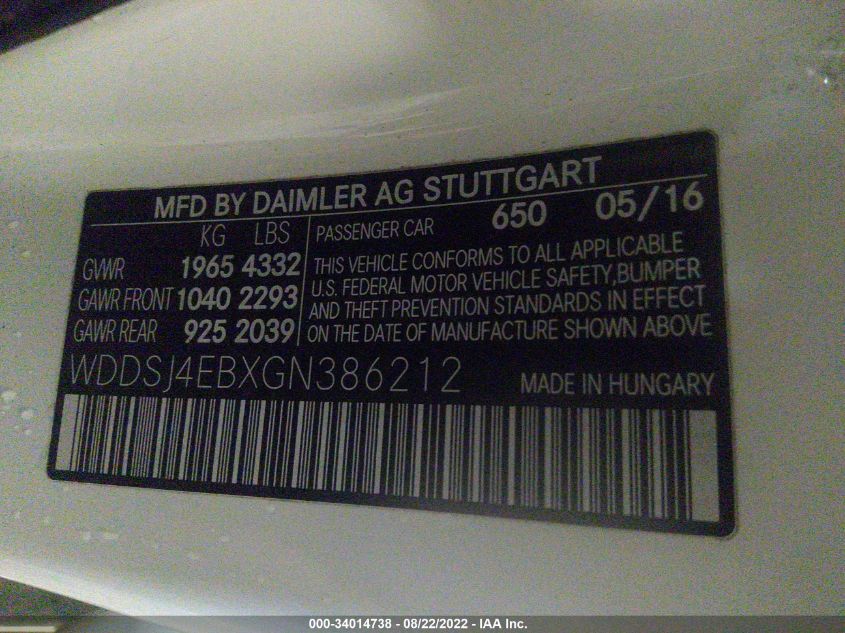 MFD BY DAIMLER AG STUTTGART
KG LBS
GVWR 1965 4332
GAWR FRONT 1040 2293
GAWR REAR 925 2039
PASSENGER CAR 650 05/16
THIS VEHICLE CONFORMS TO ALL APPLICABLE
U.S. FEDERAL MOTOR VEHICLE SAFETY,BUMPER
AND THEFT PREVENTION STANDARDS IN EFFECT
ON THE DATE OF MANUFACTURE SHOWN ABOVE
WDDSJ4EBXGN386212 MADE IN HUNGARY
000-34014738 - 08/22/2022 - IAA Inc.